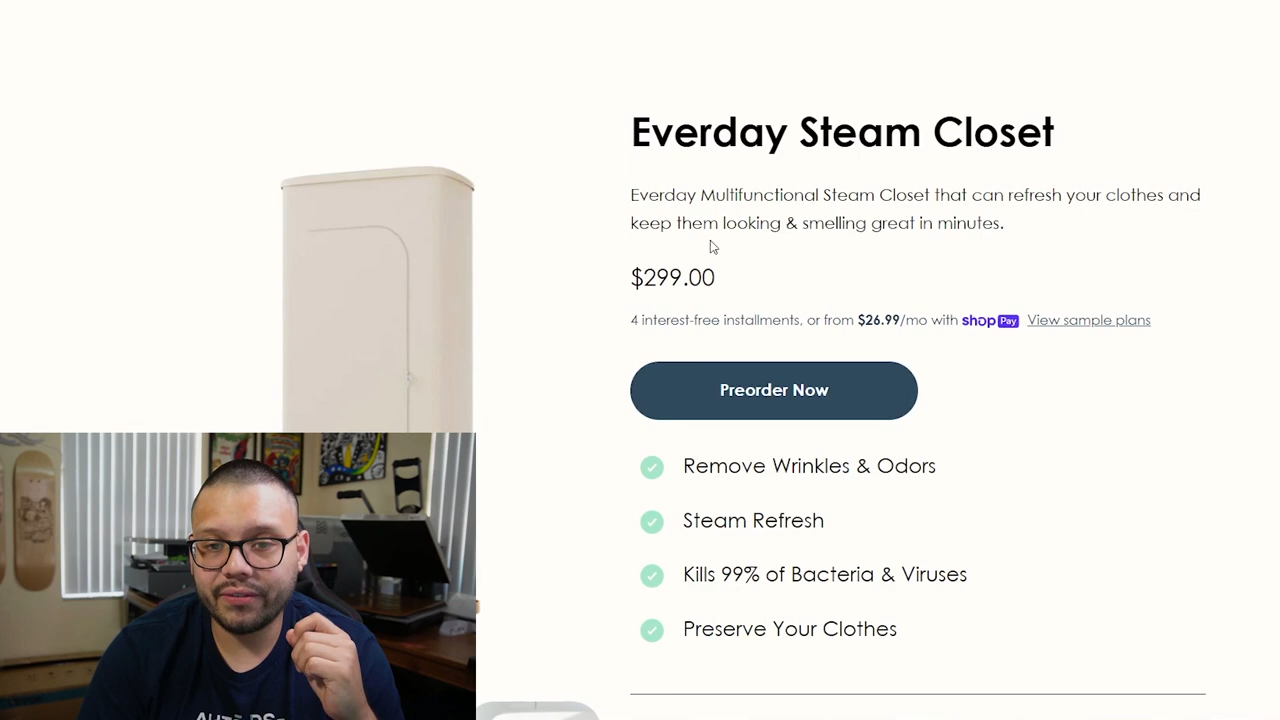 Everday Steam Closet
Everday Multifunctional Steam Closet that can refresh your clothes and
keep them looking & smelling great in minutes.
$299.00
4 interest-free installments, or from $26.99/mo with shop Pay View sample plans
Preorder Now
Remove Wrinkles & Odors
Steam Refresh
Kills 99% of Bacteria & Viruses
Preserve Your Clothes